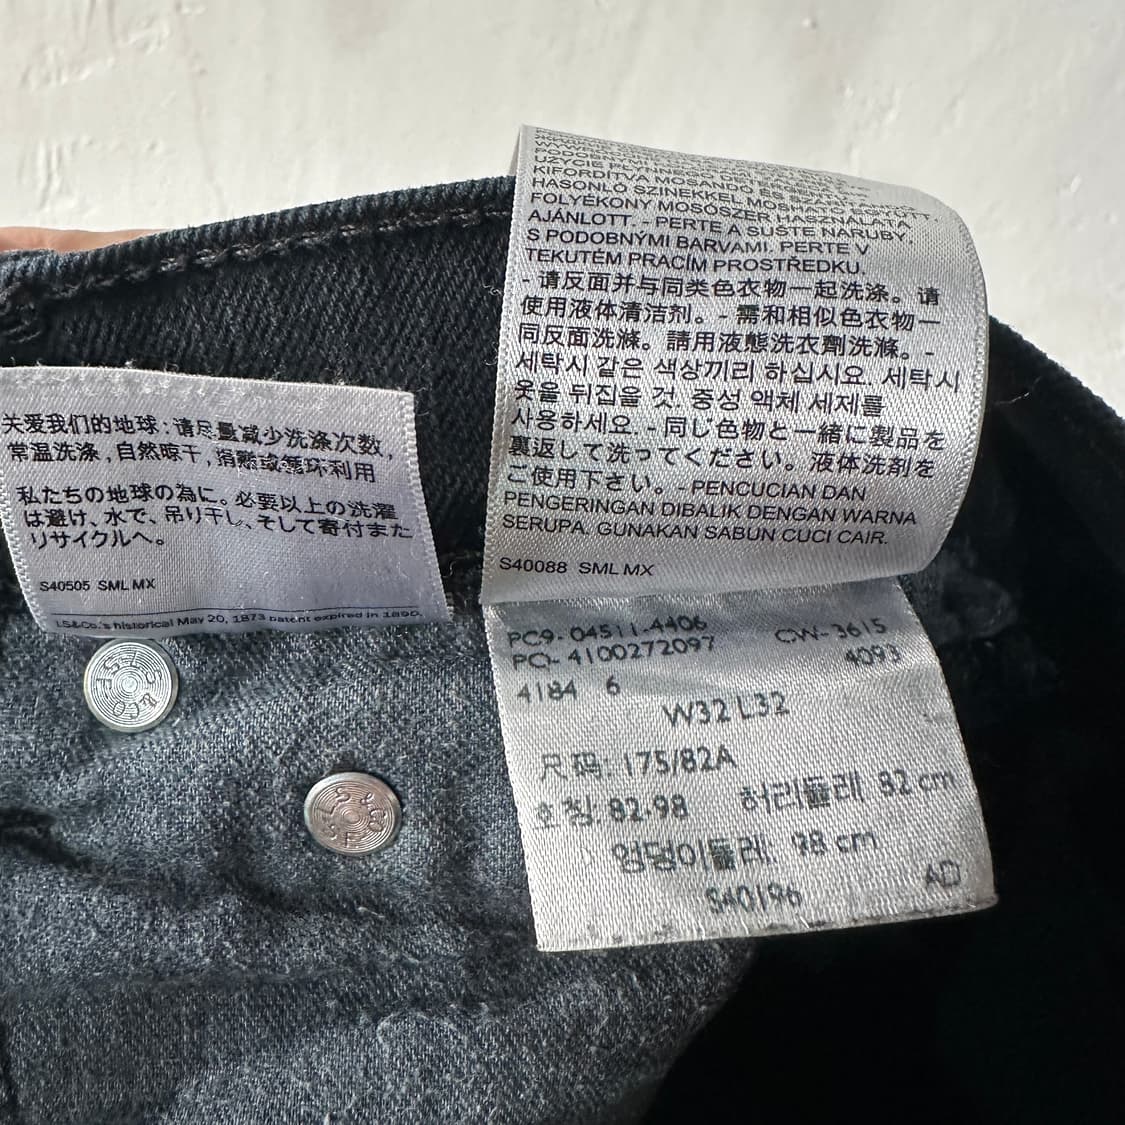 关爱我们的地球:请尽量减少洗涤次数,
常温洗涤,自然晾干,捐赠或循环利用
私たちの地球の為に。必要以上の洗濯
は避け、水で、吊り干し、そして寄付また
リサイクルへ。
S40505 SML MX
LS&Co.'s historical May 20, 1873 patent expired in 1890.
UŻYCIE
KIFORDÍTVA MOSANDÓ ÉS
HASONLÓ SZÍNEKKEL
FOLYÉKONY MOSÓSZER HASZNÁLATA
AJÁNLOTT. - PERTE A SUŠTE NARUBY,
S PODOBNÝMI BARVAMI. PERTE V
TEKUTÉM PRACÍM PROSTŘEDKU.
- 请反面并与同类色衣物一起洗涤。请
使用液体清洁剂。- 需和相似色衣物一
同反面洗滌。請用液態洗衣劑洗滌。-
세탁시 같은 색상끼리 하십시요. 세탁시
옷을 뒤집을 것 중성 액체 세제를
사용하세요. - 同じ色物と一緒に製品を
裏返して洗ってください。液体洗剤を
ご使用下さい。- PENCUCIAN DAN
PENGERINGAN DIBALIK DENGAN WARNA
SERUPA. GUNAKAN SABUN CUCI CAIR.
S40088 SML MX
PC9- 04511-4406 CW- 3615
PO- 4100272097 4093
4184 6
W32 L32
尺码: 175/82A
호칭: 82-98 허리둘레 82 cm
엉덩이둘레: 98 cm
S40196 AD
LS&CO SF
LS&CO SF